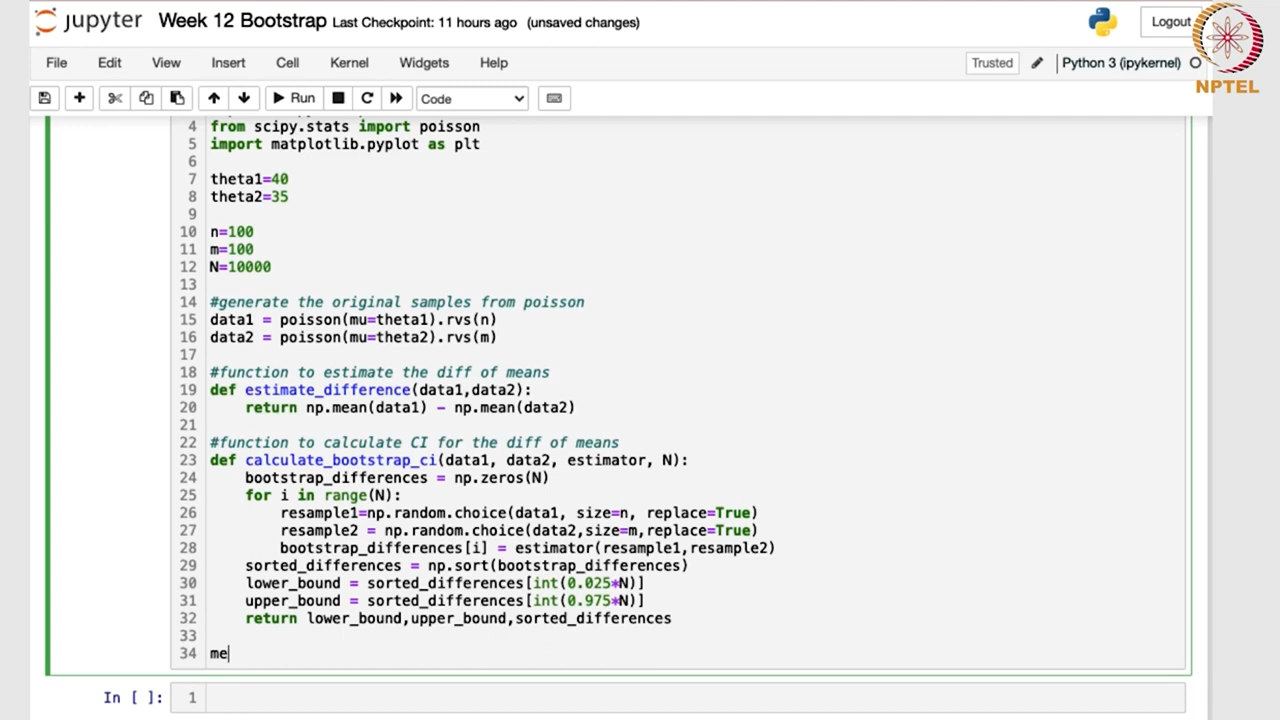 jupyter Week 12 Bootstrap Last Checkpoint: 11 hours ago (unsaved changes)
Logout
NPTEL
File Edit View Insert Cell Kernel Widgets Help
Trusted Python 3 (ipykernel)
Run Code
4 from scipy.stats import poisson
5 import matplotlib.pyplot as plt
6
7 theta1=40
8 theta2=35
9
10 n=100
11 m=100
12 N=10000
13
14 #generate the original samples from poisson
15 data1 = poisson(mu=theta1).rvs(n)
16 data2 = poisson(mu=theta2).rvs(m)
17
18 #function to estimate the diff of means
19 def estimate_difference(data1,data2):
20     return np.mean(data1) - np.mean(data2)
21
22 #function to calculate CI for the diff of means
23 def calculate_bootstrap_ci(data1, data2, estimator, N):
24     bootstrap_differences = np.zeros(N)
25     for i in range(N):
26         resample1=np.random.choice(data1, size=n, replace=True)
27         resample2 = np.random.choice(data2,size=m,replace=True)
28         bootstrap_differences[i] = estimator(resample1,resample2)
29     sorted_differences = np.sort(bootstrap_differences)
30     lower_bound = sorted_differences[int(0.025*N)]
31     upper_bound = sorted_differences[int(0.975*N)]
32     return lower_bound,upper_bound,sorted_differences
33
34 me
In [ ]: 1